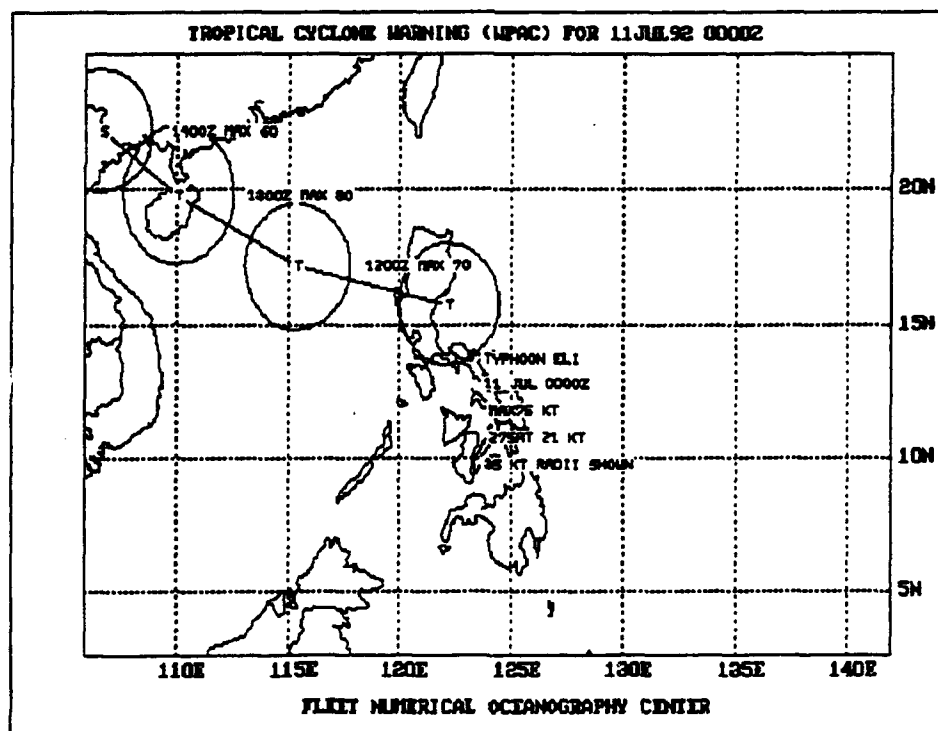 TROPICAL CYCLONE WARNING (WPAC) FOR 11JUL92 0000Z
1400Z MAX 60
S
T
20N
1300Z MAX 80
T
1200Z MAX 70
T
15N
TYPHOON ELI
11 JUL 0000Z
MAX75 KT
275AT 21 KT
10N
35 KT RADII SHOWN
5N
110E 115E 120E 125E 130E 135E 140E
FLEET NUMERICAL OCEANOGRAPHY CENTER